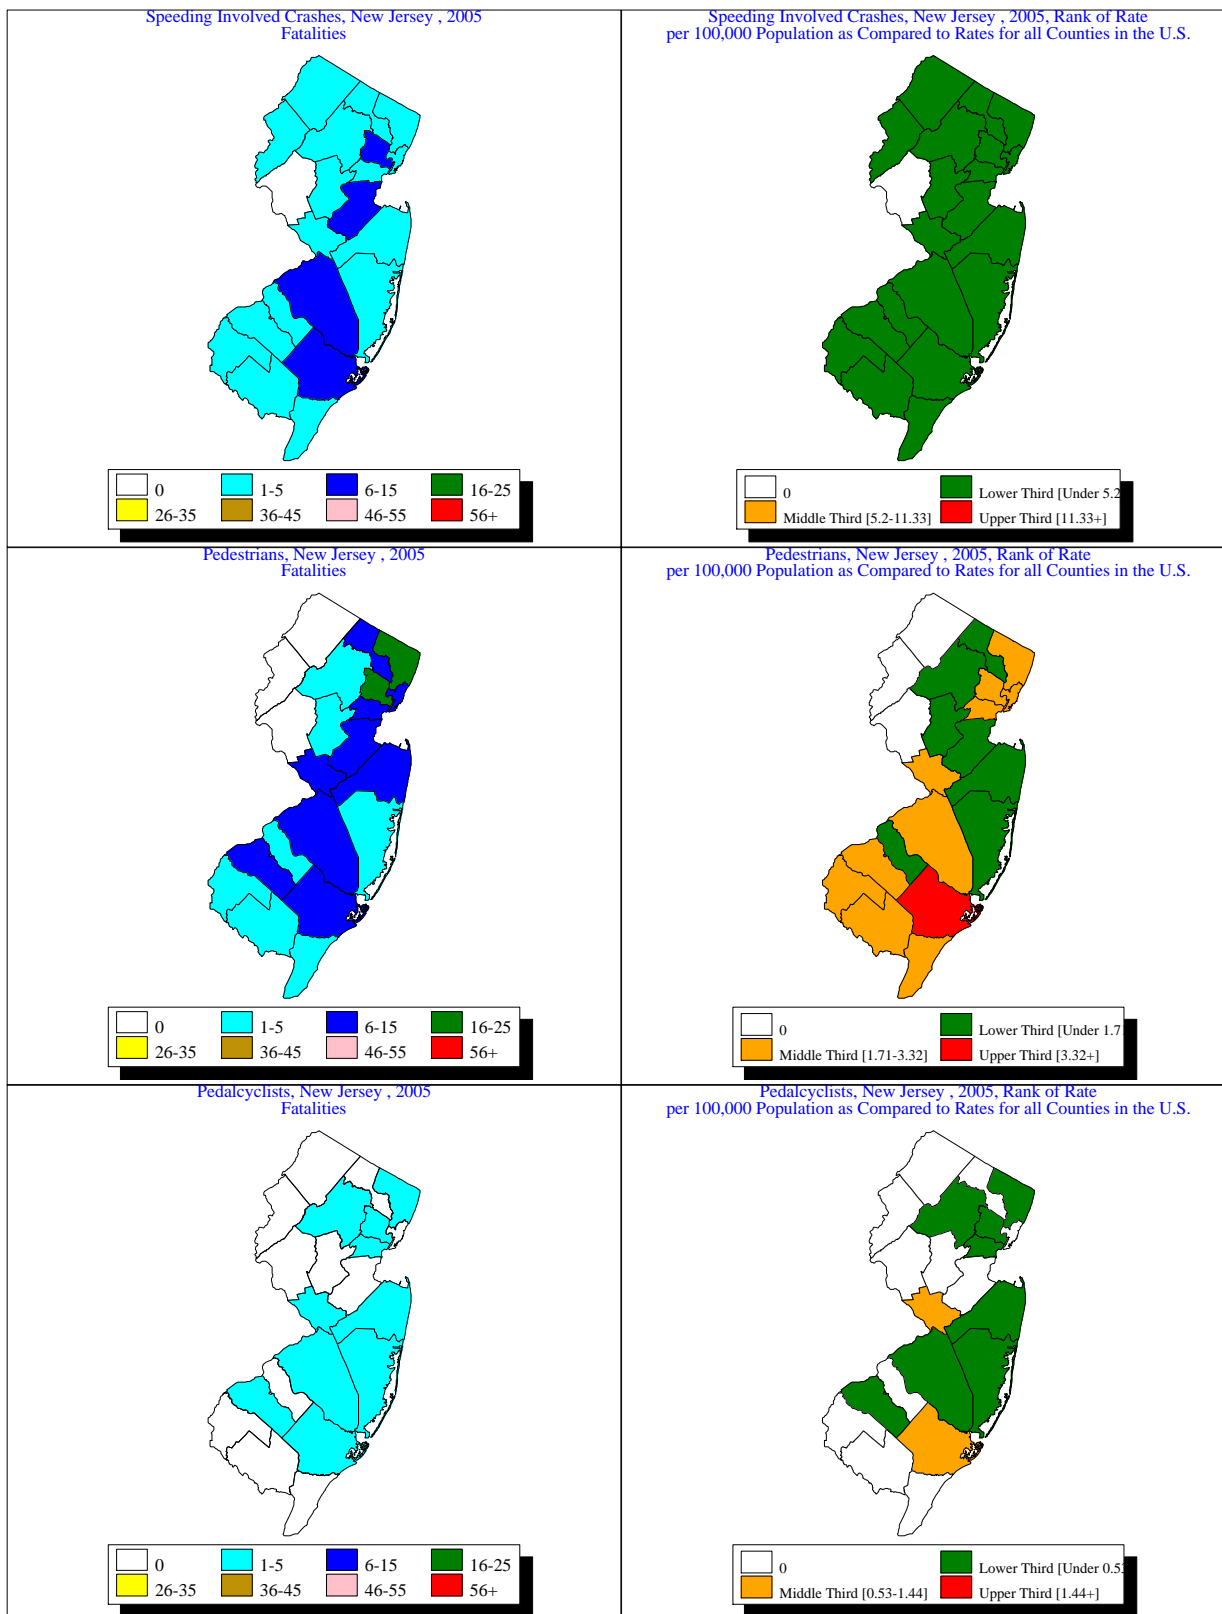 Speeding Involved Crashes, New Jersey , 2005
Fatalities
0
1-5
6-15
16-25
26-35
36-45
46-55
56+
Speeding Involved Crashes, New Jersey , 2005, Rank of Rate
per 100,000 Population as Compared to Rates for all Counties in the U.S.
0
Lower Third [Under 5.2
Middle Third [5.2-11.33]
Upper Third [11.33+]
Pedestrians, New Jersey , 2005
Fatalities
0
1-5
6-15
16-25
26-35
36-45
46-55
56+
Pedestrians, New Jersey , 2005, Rank of Rate
per 100,000 Population as Compared to Rates for all Counties in the U.S.
0
Lower Third [Under 1.71
Middle Third [1.71-3.32]
Upper Third [3.32+]
Pedalcyclists, New Jersey , 2005
Fatalities
0
1-5
6-15
16-25
26-35
36-45
46-55
56+
Pedalcyclists, New Jersey , 2005, Rank of Rate
per 100,000 Population as Compared to Rates for all Counties in the U.S.
0
Lower Third [Under 0.53
Middle Third [0.53-1.44]
Upper Third [1.44+]